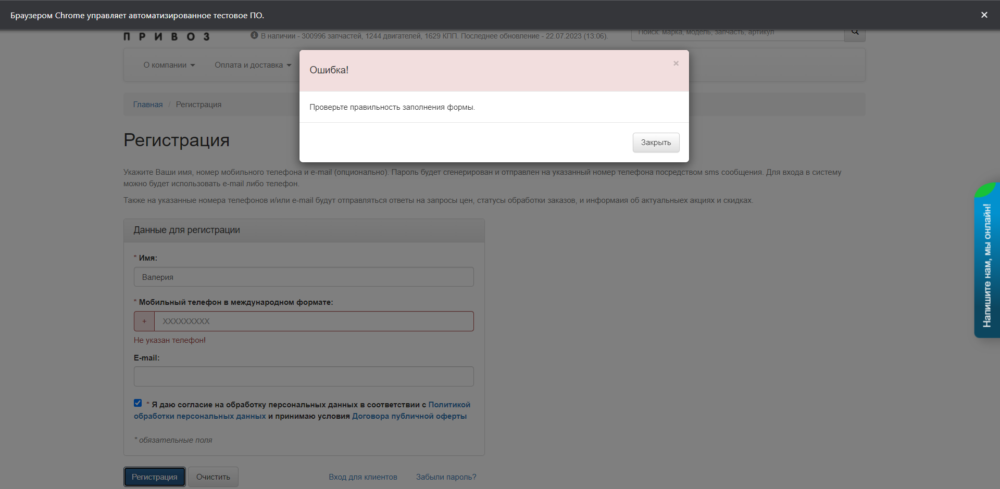 Браузером Chrome управляет автоматизированное тестовое ПО.
ПРИВОЗ
В наличии - 300996 запчастей, 1244 двигателей, 1629 КПП. Последнее обновление - 22.07.2023 (13:06).
Поиск: марка, модель, запчасть, артикул
О компании
Оплата и доставка
Ошибка!
×
Проверьте правильность заполнения формы.
Закрыть
Главная / Регистрация
Регистрация
Укажите Ваши имя, номер мобильного телефона и e-mail (опционально). Пароль будет сгенерирован и отправлен на указанный номер телефона посредством sms сообщения. Для входа в систему
можно будет использовать e-mail либо телефон.
Также на указанные номера телефонов и/или e-mail будут отправляться ответы на запросы цен, статусы обработки заказов, и информаия об актуальныех акциях и скидках.
Данные для регистрации
* Имя:
Валерия
* Мобильный телефон в международном формате:
+ XXXXXXXXX
Не указан телефон!
E-mail:
* Я даю согласие на обработку персональных данных в соответствии с Политикой
обработки персональных данных и принимаю условия Договора публичной оферты
* обязательные поля
Регистрация
Очистить
Вход для клиентов
Забыли пароль?
Напишите нам, мы онлайн!